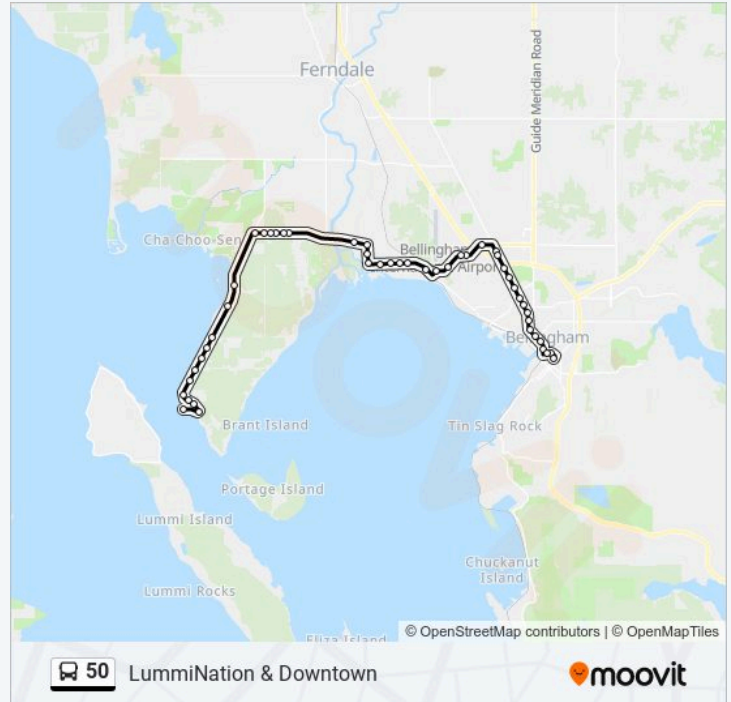 Ferndale
Guide Meridian Road
Cha-Choo-Sen
Bellingham
Airport
Bellingham
Brant Island
Tin Slag Rock
Portage Island
Lummi Island
Chuckanut
Island
Lummi Rocks
Eliza Island
© OpenStreetMap contributors | © OpenMapTiles
50 LummiNation & Downtown
moovit